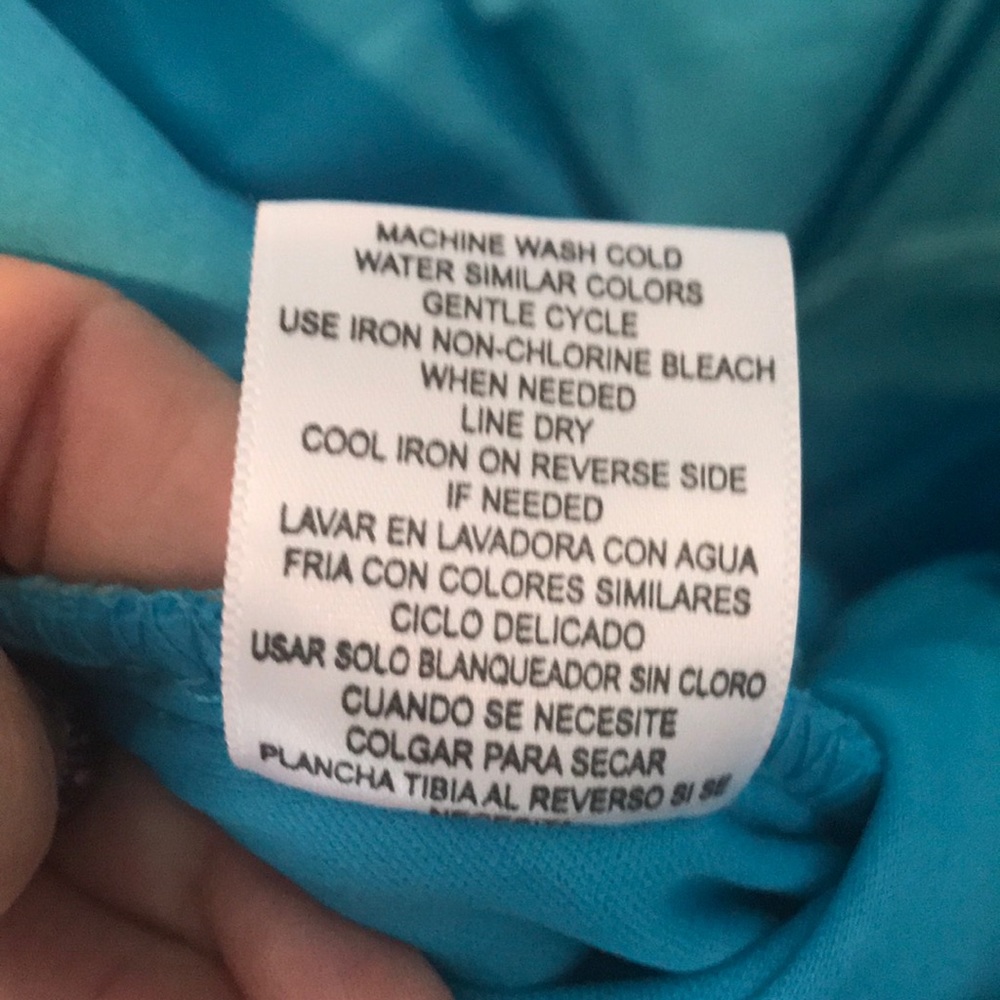 MACHINE WASH COLD
WATER SIMILAR COLORS
GENTLE CYCLE
USE IRON NON-CHLORINE BLEACH
WHEN NEEDED
LINE DRY
COOL IRON ON REVERSE SIDE
IF NEEDED
LAVAR EN LAVADORA CON AGUA
FRIA CON COLORES SIMILARES
CICLO DELICADO
USAR SOLO BLANQUEADOR SIN CLORO
CUANDO SE NECESITE
COLGAR PARA SECAR
PLANCHA TIBIA AL REVERSO SI SE